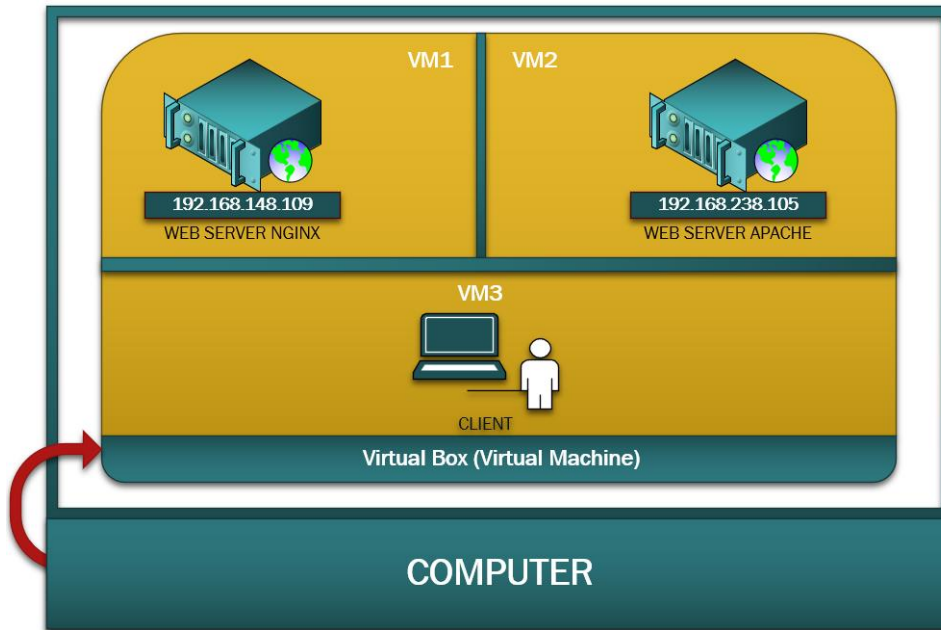 VM1
VM2
192.168.148.109
WEB SERVER NGINX
192.168.238.105
WEB SERVER APACHE
VM3
CLIENT
Virtual Box (Virtual Machine)
COMPUTER